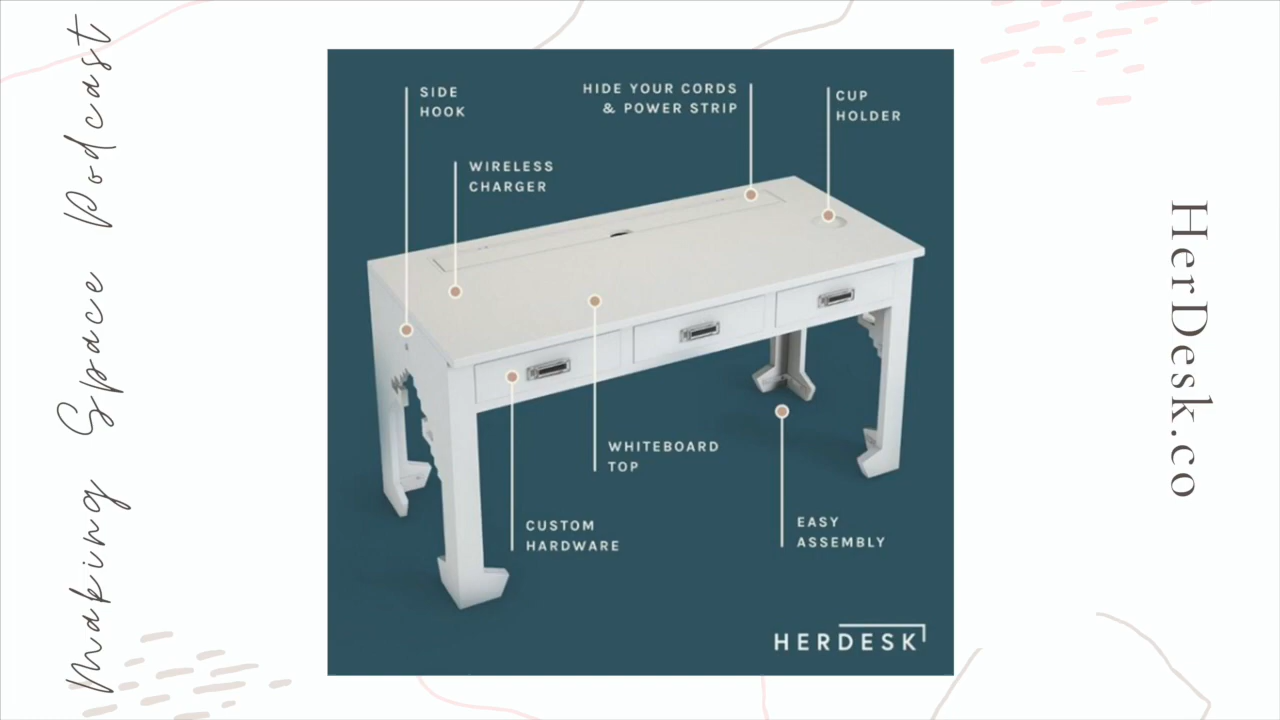 Making Space Podcast
SIDE
HOOK
HIDE YOUR CORDS
& POWER STRIP
CUP
HOLDER
WIRELESS
CHARGER
WHITEBOARD
TOP
CUSTOM
HARDWARE
EASY
ASSEMBLY
HERDESK
HerDesk.co